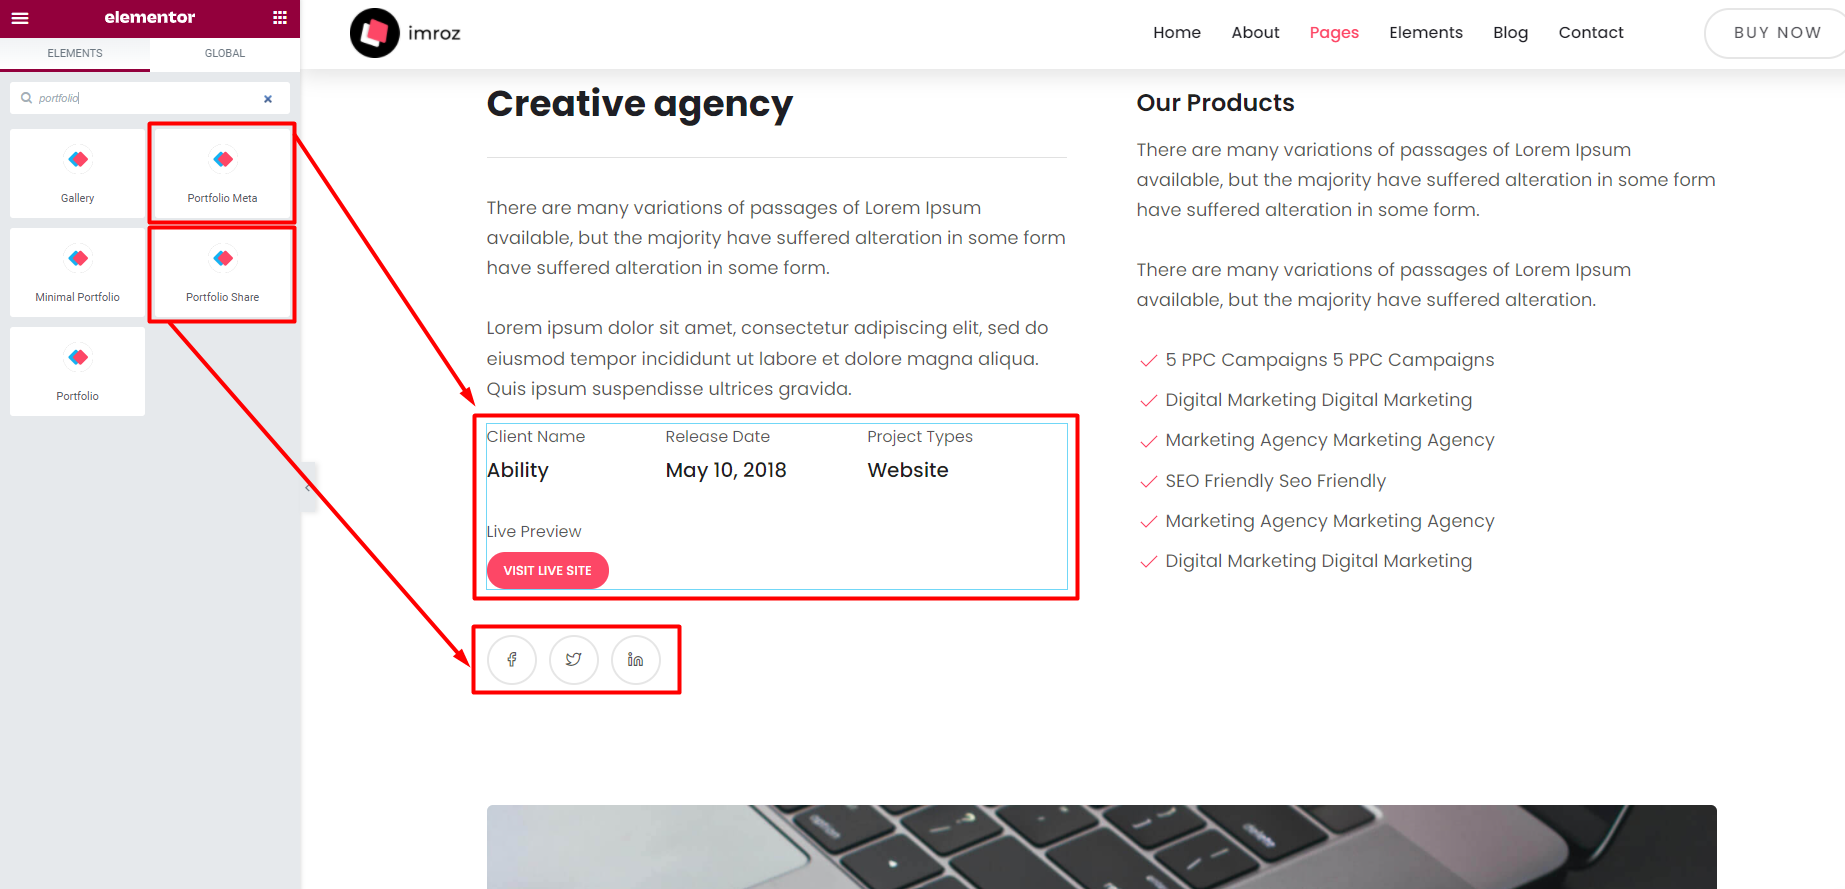 elementor
ELEMENTS
GLOBAL
portfolio
Gallery
Portfolio Meta
Minimal Portfolio
Portfolio Share
Portfolio
imroz
Home
About
Pages
Elements
Blog
Contact
BUY NOW
Creative agency
There are many variations of passages of Lorem Ipsum
available, but the majority have suffered alteration in some form
have suffered alteration in some form.
Lorem ipsum dolor sit amet, consectetur adipiscing elit, sed do
eiusmod tempor incididunt ut labore et dolore magna aliqua.
Quis ipsum suspendisse ultrices gravida.
Client Name
Ability
Release Date
May 10, 2018
Project Types
Website
Live Preview
VISIT LIVE SITE
Our Products
There are many variations of passages of Lorem Ipsum
available, but the majority have suffered alteration in some form
have suffered alteration in some form.
There are many variations of passages of Lorem Ipsum
available, but the majority have suffered alteration.
5 PPC Campaigns 5 PPC Campaigns
Digital Marketing Digital Marketing
Marketing Agency Marketing Agency
SEO Friendly Seo Friendly
Marketing Agency Marketing Agency
Digital Marketing Digital Marketing
option
delete